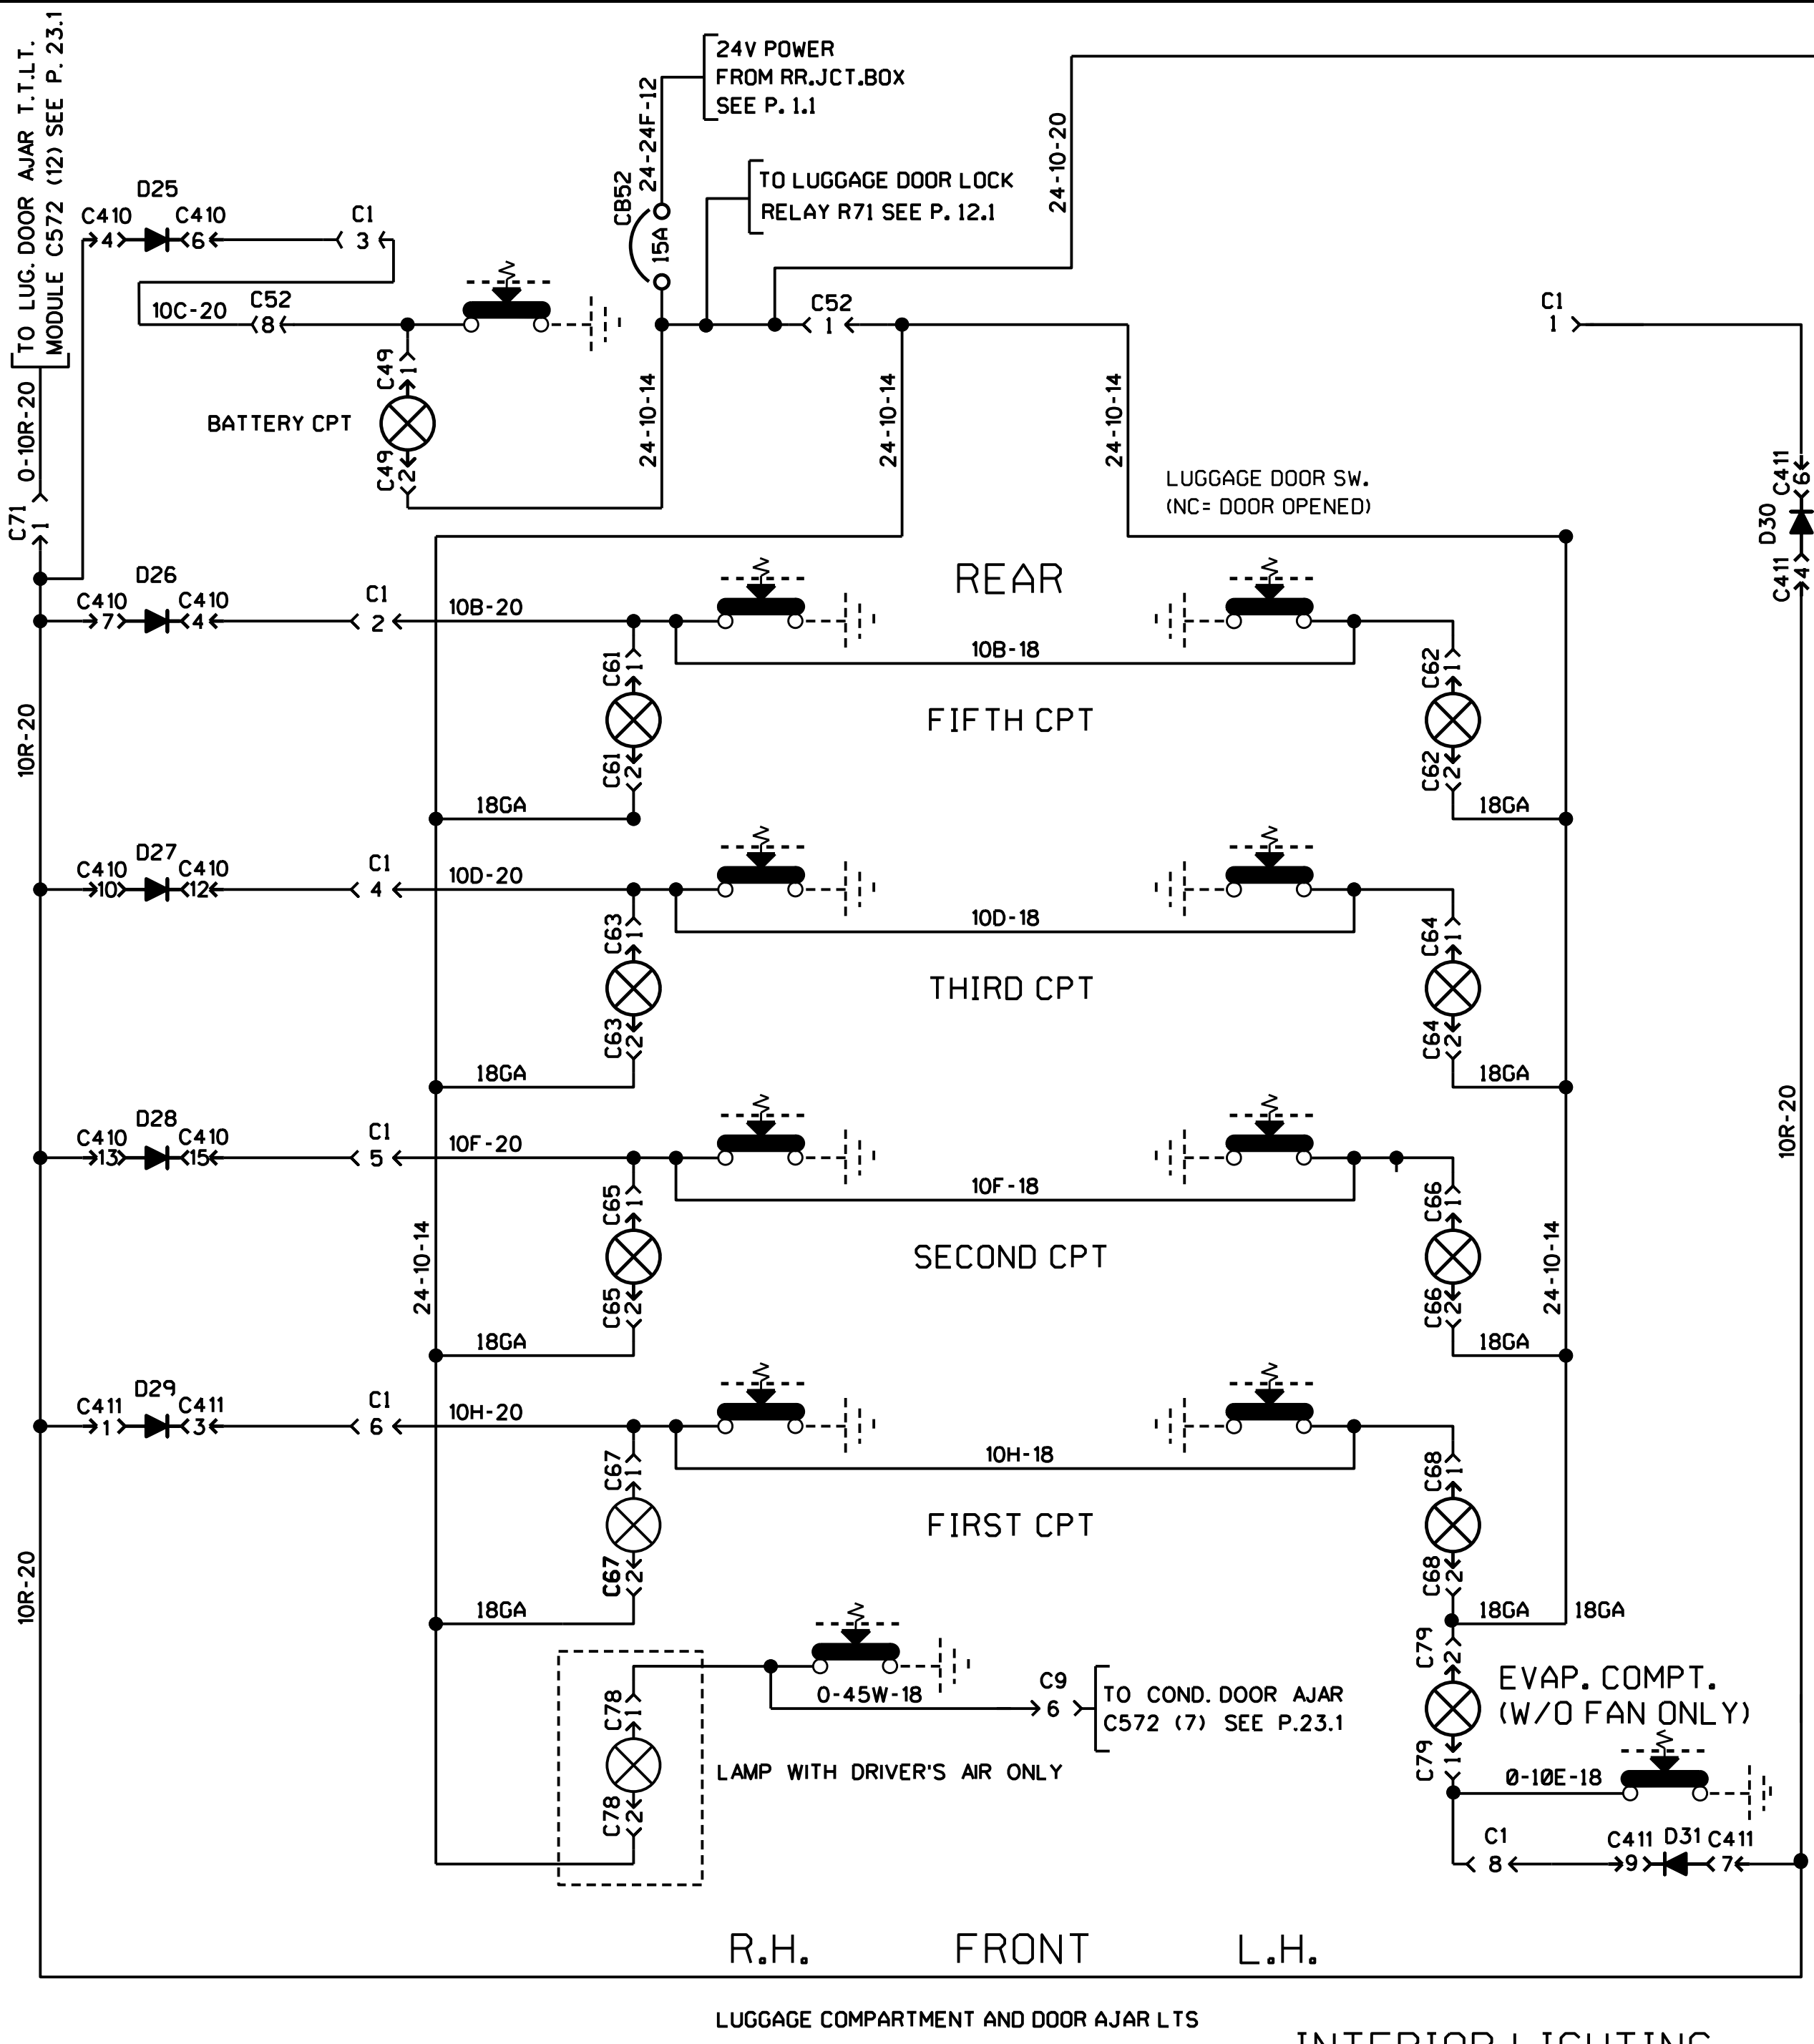 TO LUG. DOOR AJAR T.T.LT.
MODULE C572 (12) SEE P. 23.1
24V POWER
FROM RR.JCT.BOX
SEE P. 1.1
24-24F-12
CB52
15A
TO LUGGAGE DOOR LOCK
RELAY R71 SEE P. 12.1
24-10-20
D25
C410
4
C410
6
C1
3
10C-20
C52
8
C52
1
C1
1
0-10R-20
C71
1
C49
1
BATTERY CPT
C49
2
24-10-14
24-10-14
24-10-14
LUGGAGE DOOR SW.
(NC= DOOR OPENED)
C411
6
D30
C411
4
D26
C410
7
C410
4
C1
2
10B-20
REAR
10B-18
C61
1
C62
1
FIFTH CPT
10R-20
C61
2
C62
2
18GA
18GA
D27
C410
10
C410
12
C1
4
10D-20
10D-18
C63
1
C64
1
THIRD CPT
C63
2
C64
2
18GA
18GA
10R-20
D28
C410
13
C410
15
C1
5
10F-20
10F-18
C65
1
C66
1
SECOND CPT
24-10-14
24-10-14
C65
2
C66
2
18GA
18GA
D29
C411
1
C411
3
C1
6
10H-20
10H-18
C67
1
C68
1
FIRST CPT
10R-20
C67
2
C68
2
18GA
18GA
18GA
C79
2
0-45W-18
C9
6
TO COND. DOOR AJAR
C572 (7) SEE P.23.1
EVAP. COMPT.
(W/O FAN ONLY)
C78
1
LAMP WITH DRIVER'S AIR ONLY
C79
1
0-10E-18
C78
2
C1
8
C411
9
D31
C411
7
R.H.
FRONT
L.H.
LUGGAGE COMPARTMENT AND DOOR AJAR LTS
INTERIOR LIGHTING